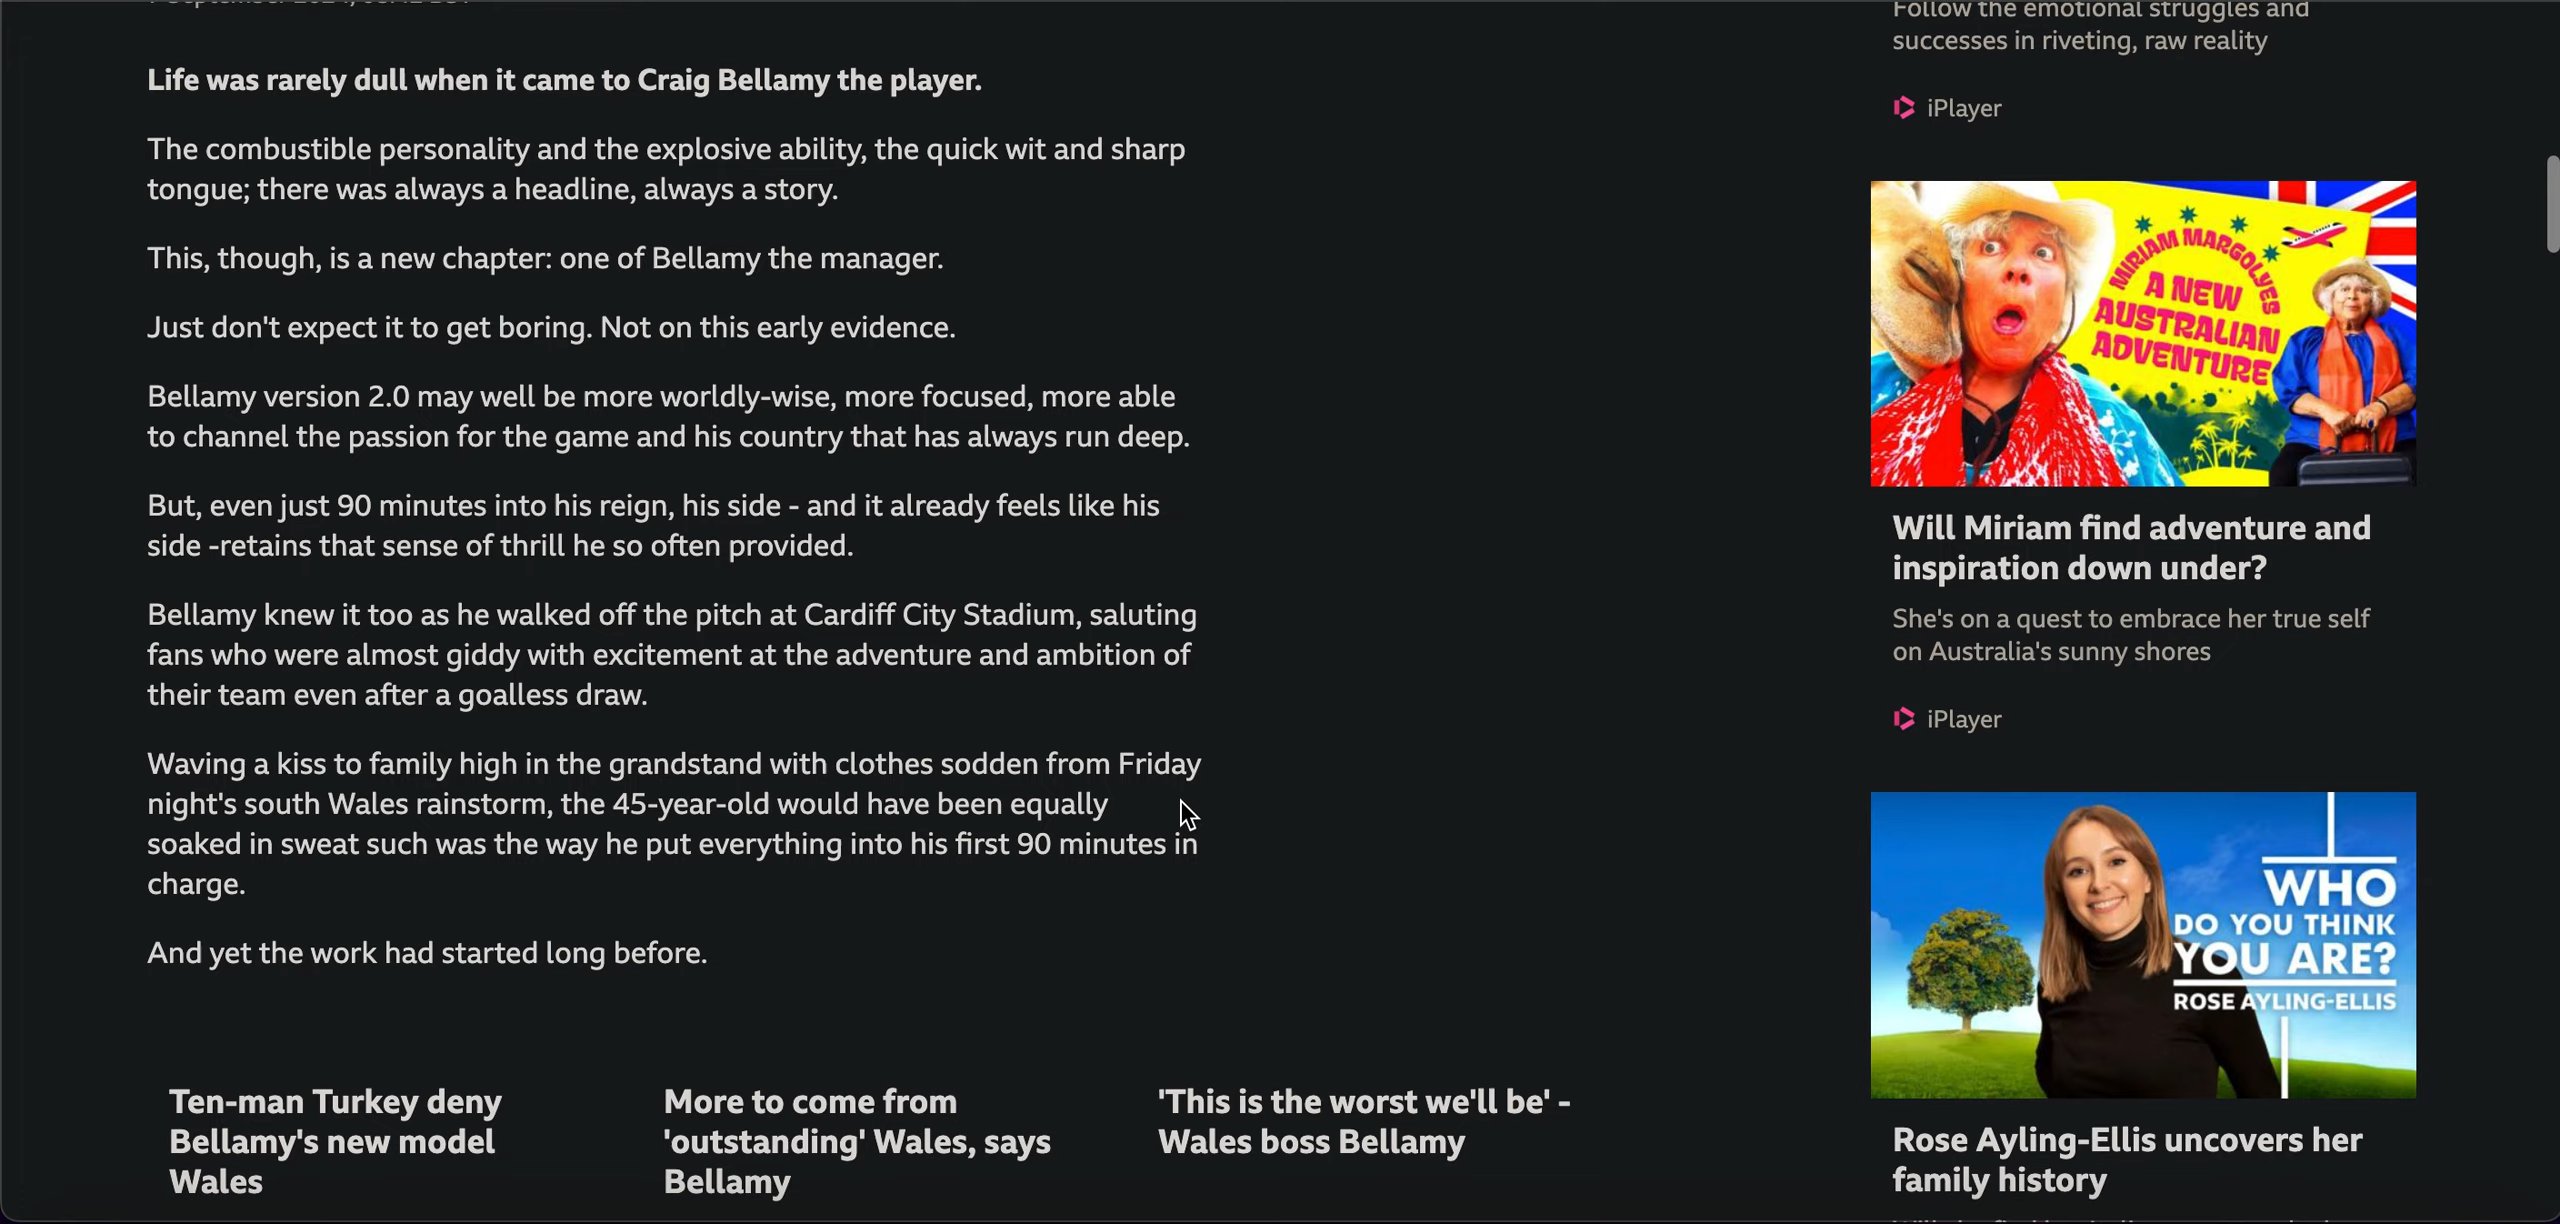 Life was rarely dull when it came to Craig Bellamy the player.
The combustible personality and the explosive ability, the quick wit and sharp
tongue; there was always a headline, always a story.
This, though, is a new chapter: one of Bellamy the manager.
Just don't expect it to get boring. Not on this early evidence.
Bellamy version 2.0 may well be more worldly-wise, more focused, more able
to channel the passion for the game and his country that has always run deep.
But, even just 90 minutes into his reign, his side - and it already feels like his
side -retains that sense of thrill he so often provided.
Bellamy knew it too as he walked off the pitch at Cardiff City Stadium, saluting
fans who were almost giddy with excitement at the adventure and ambition of
their team even after a goalless draw.
Waving a kiss to family high in the grandstand with clothes sodden from Friday
night's south Wales rainstorm, the 45-year-old would have been equally
soaked in sweat such was the way he put everything into his first 90 minutes in
charge.
And yet the work had started long before.
Ten-man Turkey deny
Bellamy's new model
Wales
More to come from
'outstanding' Wales, says
Bellamy
'This is the worst we'll be' -
Wales boss Bellamy
Follow the emotional struggles and
successes in riveting, raw reality
iPlayer
MIRIAM MARGOLYES
A NEW
AUSTRALIAN
ADVENTURE
Will Miriam find adventure and
inspiration down under?
She's on a quest to embrace her true self
on Australia's sunny shores
iPlayer
WHO
DO YOU THINK
YOU ARE?
ROSE AYLING-ELLIS
Rose Ayling-Ellis uncovers her
family history